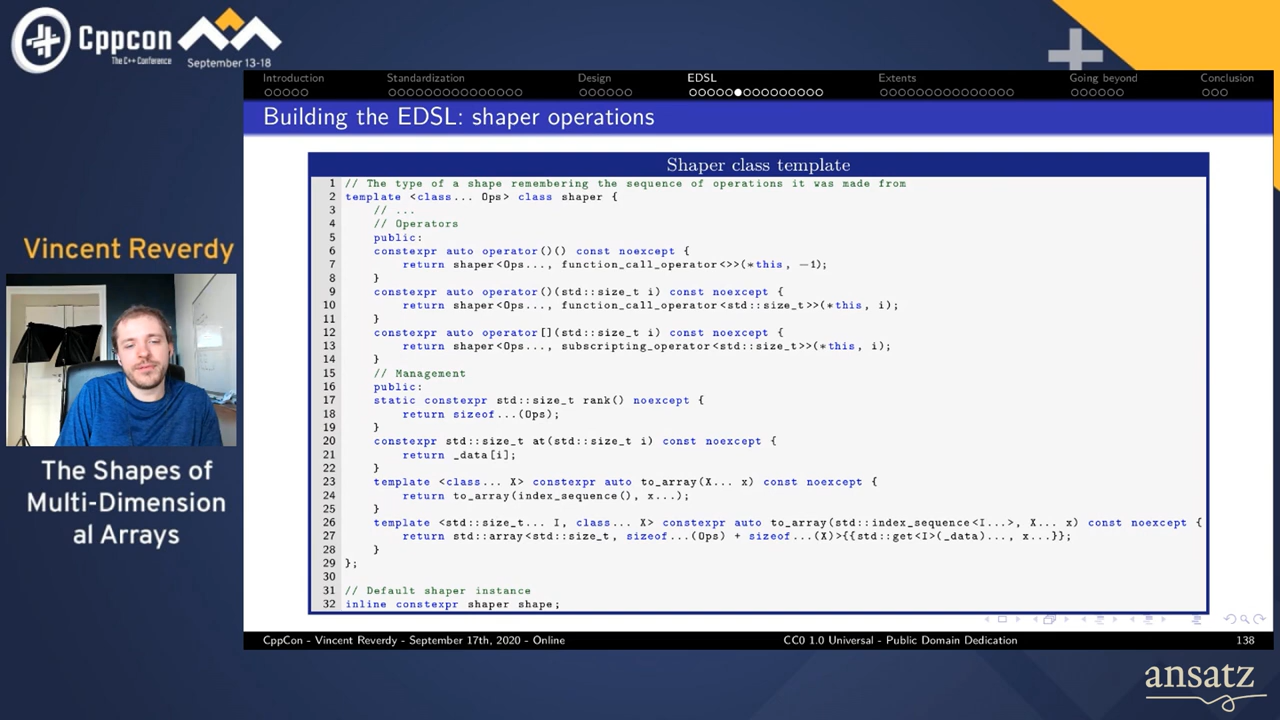 Cppcon
The C++ Conference
September 13-18
Introduction Standardization Design EDSL Extents Going beyond Conclusion
Building the EDSL: shaper operations
Shaper class template
1 // The type of a shape remembering the sequence of operations it was made from
2 template <class... Ops> class shaper {
3 // ...
4 // Operators
5 public:
6 constexpr auto operator()() const noexcept {
7 return shaper<Ops..., function_call_operator<>>(*this, −1);
8 }
9 constexpr auto operator()(std::size_t i) const noexcept {
10 return shaper<Ops..., function_call_operator<std::size_t>>(*this, i);
11 }
12 constexpr auto operator[](std::size_t i) const noexcept {
13 return shaper<Ops..., subscripting_operator<std::size_t>>(*this, i);
14 }
15 // Management
16 public:
17 static constexpr std::size_t rank() noexcept {
18 return sizeof...(Ops);
19 }
20 constexpr std::size_t at(std::size_t i) const noexcept {
21 return _data[i];
22 }
23 template <class... X> constexpr auto to_array(X... x) const noexcept {
24 return to_array(index_sequence(), x...);
25 }
26 template <std::size_t... I, class... X> constexpr auto to_array(std::index_sequence<I...>, X... x) const noexcept {
27 return std::array<std::size_t, sizeof...(Ops) + sizeof...(X)>{{std::get<I>(_data)..., x...}};
28 }
29 };
30
31 // Default shaper instance
32 inline constexpr shaper shape;
CppCon - Vincent Reverdy - September 17th, 2020 - Online CC0 1.0 Universal - Public Domain Dedication 138
Vincent Reverdy
The Shapes of
Multi-Dimension
al Arrays
ansatz